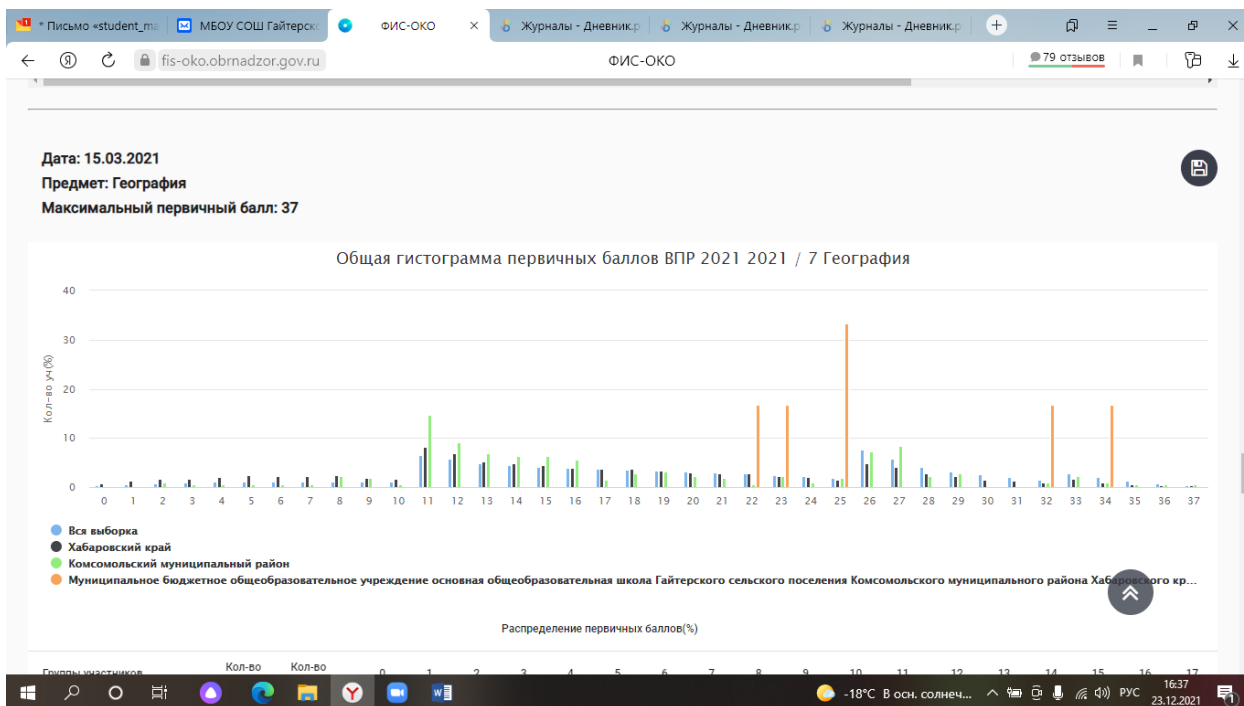 * Письмо «student_ma
МБОУ СОШ Гайтерско
ФИС-ОКО
Журналы - Дневник.р
Журналы - Дневник.р
Журналы - Дневник.р
fis-oko.obrnadzor.gov.ru
ФИС-ОКО
79 отзывов
Дата: 15.03.2021
Предмет: География
Максимальный первичный балл: 37
Общая гистограмма первичных баллов ВПР 2021 2021 / 7 География
Кол-во уч(%)
40
30
20
10
0
0 1 2 3 4 5 6 7 8 9 10 11 12 13 14 15 16 17 18 19 20 21 22 23 24 25 26 27 28 29 30 31 32 33 34 35 36 37
Вся выборка
Хабаровский край
Комсомольский муниципальный район
Муниципальное бюджетное общеобразовательное учреждение основная общеобразовательная школа Гайтерского сельского поселения Комсомольского муниципального района Хабаровского кр...
Распределение первичных баллов(%)
Группы участников Кол-во Кол-во 0 1 2 3 4 5 6 7 8 9 10 11 12 13 14 15 16 17
-18°C В осн. солнеч...
РУС
16:37
23.12.2021